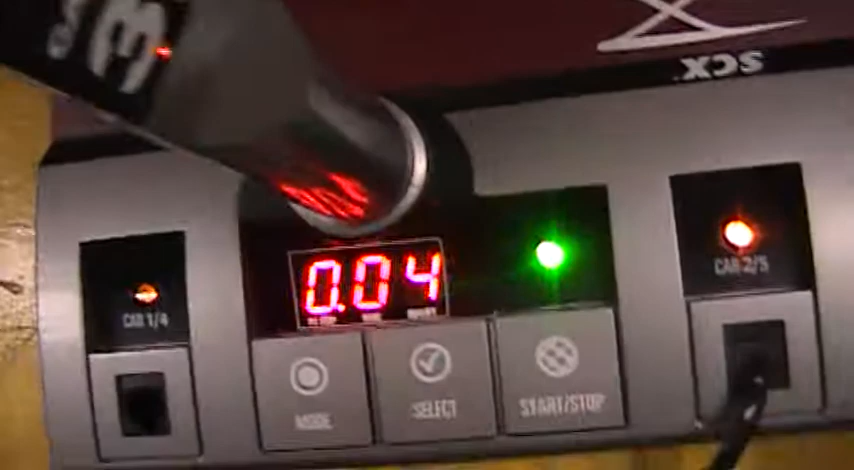 SCX
0.04
CAR 1/4
CAR 2/5
MODE
SELECT
START/STOP